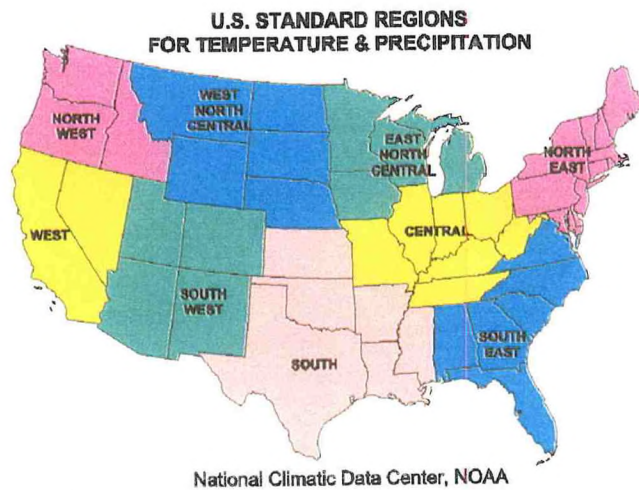 U.S. STANDARD REGIONS
FOR TEMPERATURE & PRECIPITATION
WEST
NORTH
CENTRAL
NORTH
WEST
EAST
NORTH
CENTRAL
NORTH
EAST
WEST
CENTRAL
SOUTH
WEST
SOUTH
EAST
SOUTH
National Climatic Data Center, NOAA